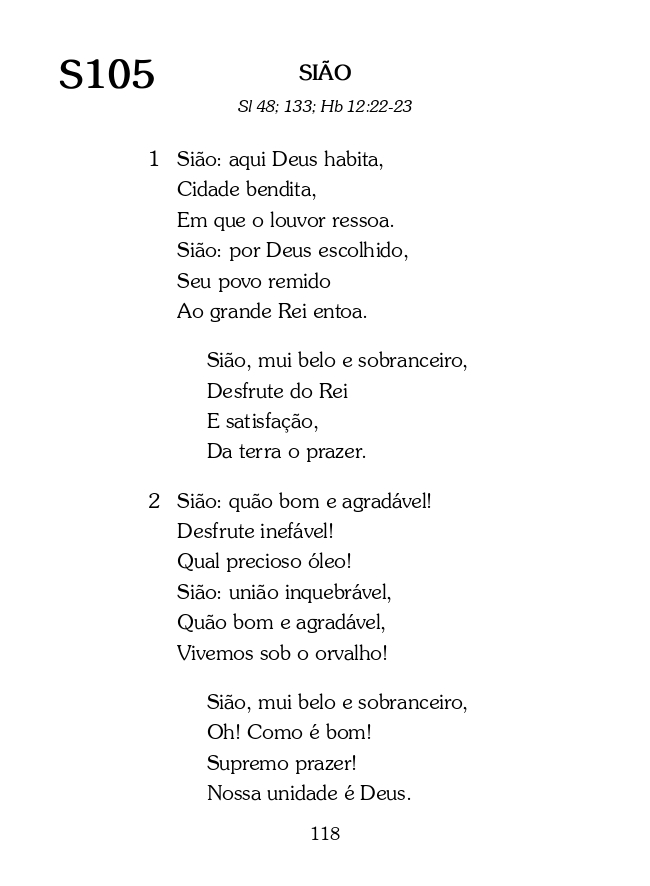 S105
SIÃO
Sl 48; 133; Hb 12:22-23
1 Sião: aqui Deus habita,
Cidade bendita,
Em que o louvor ressoa.
Sião: por Deus escolhido,
Seu povo remido
Ao grande Rei entoa.
Sião, mui belo e sobranceiro,
Desfrute do Rei
E satisfação,
Da terra o prazer.
2 Sião: quão bom e agradável!
Desfrute inefável!
Qual precioso óleo!
Sião: união inquebrável,
Quão bom e agradável,
Vivemos sob o orvalho!
Sião, mui belo e sobranceiro,
Oh! Como é bom!
Supremo prazer!
Nossa unidade é Deus.
118